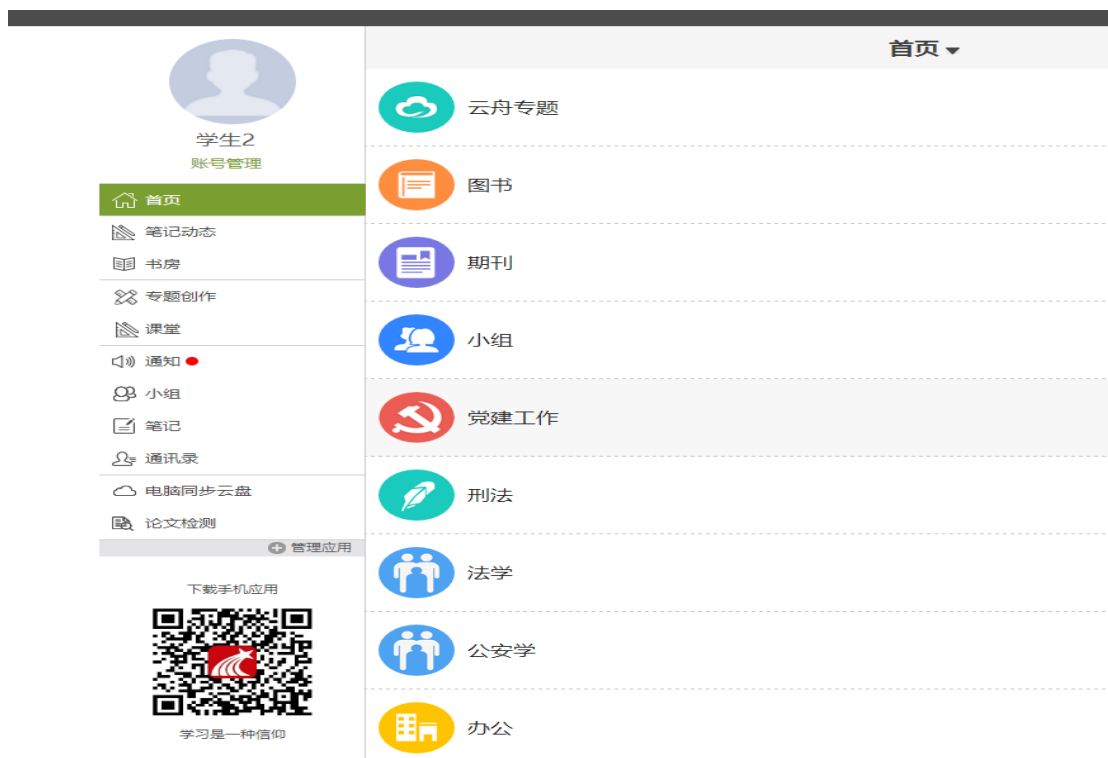 首页
学生2
账号管理
首页
笔记动态
书房
专题创作
课堂
通知
小组
笔记
通讯录
电脑同步云盘
论文检测
管理应用
下载手机应用
学习是一种信仰
云舟专题
图书
期刊
小组
党建工作
刑法
法学
公安学
办公